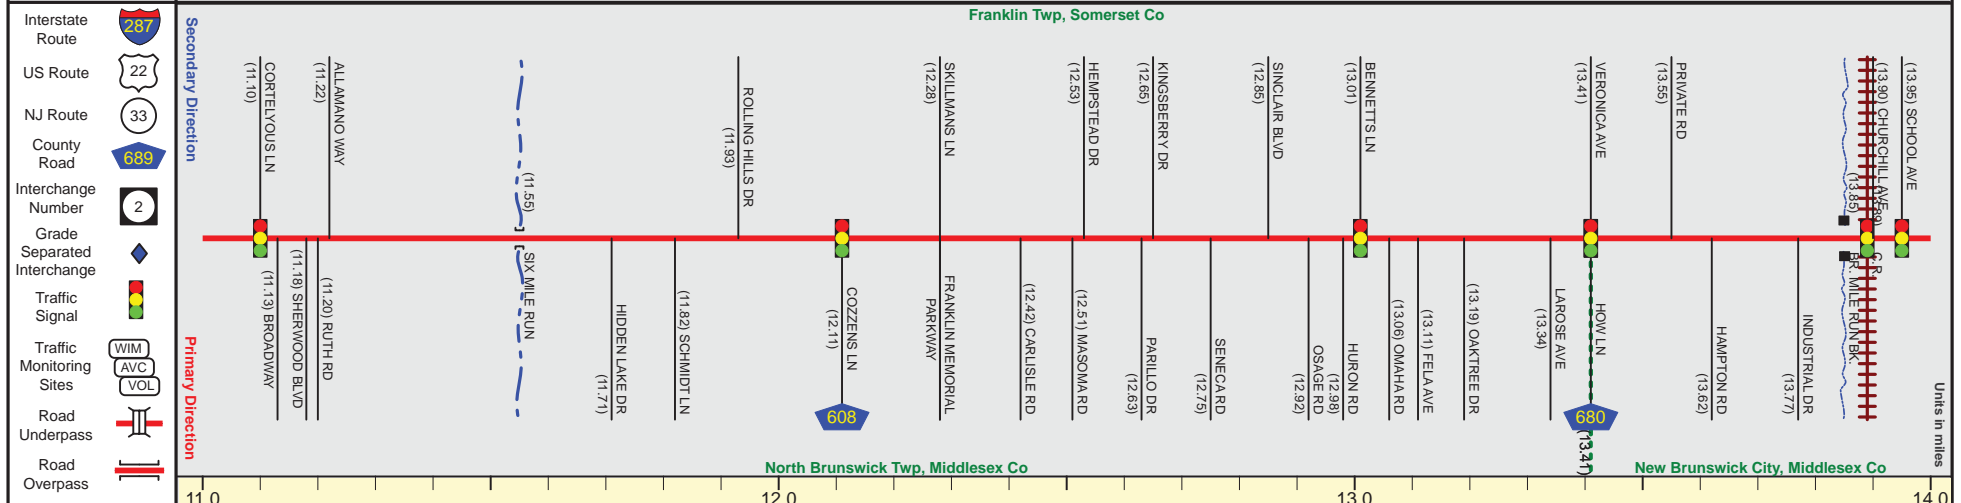 Interstate
Route
287
US Route
22
NJ Route
33
County
Road
689
Interchange
Number
2
Grade
Separated
Interchange
Traffic
Signal
Traffic
Monitoring
Sites
WIM
AVC
VOL
Road
Underpass
Road
Overpass
Secondary Direction
Primary Direction
Franklin Twp, Somerset Co
CORTELYOUS LN
(11.10)
ALLAMANO WAY
(11.22)
(11.55)
ROLLING HILLS DR
(11.93)
SKILLMANS LN
(12.28)
HEMPSTEAD DR
(12.53)
KINGSBERRY DR
(12.65)
SINCLAIR BLVD
(12.85)
BENNETTS LN
(13.01)
VERONICA AVE
(13.41)
PRIVATE RD
(13.55)
(13.85)
(13.90) CHURCHILL AVE
(13.89)
(13.95) SCHOOL AVE
(11.13) BROADWAY
(11.18) SHERWOOD BLVD
(11.20) RUTH RD
SIX MILE RUN
HIDDEN LAKE DR
(11.71)
(11.82) SCHMIDT LN
COZZENS LN
(12.11)
608
FRANKLIN MEMORIAL
PARKWAY
(12.42) CARLISLE RD
(12.51) MASOMA RD
PARILLO DR
(12.63)
SENECA RD
(12.75)
OSAGE RD
(12.92)
HURON RD
(12.98)
(13.06) OMAHA RD
(13.11) FELA AVE
(13.19) OAKTREE DR
LAROSE AVE
(13.34)
HOW LN
680
(13.41)
HAMPTON RD
(13.62)
INDUSTRIAL DR
(13.77)
BR. MILE RUN BK.
C.R.
Units in miles
North Brunswick Twp, Middlesex Co
New Brunswick City, Middlesex Co
11.0
12.0
13.0
14.0